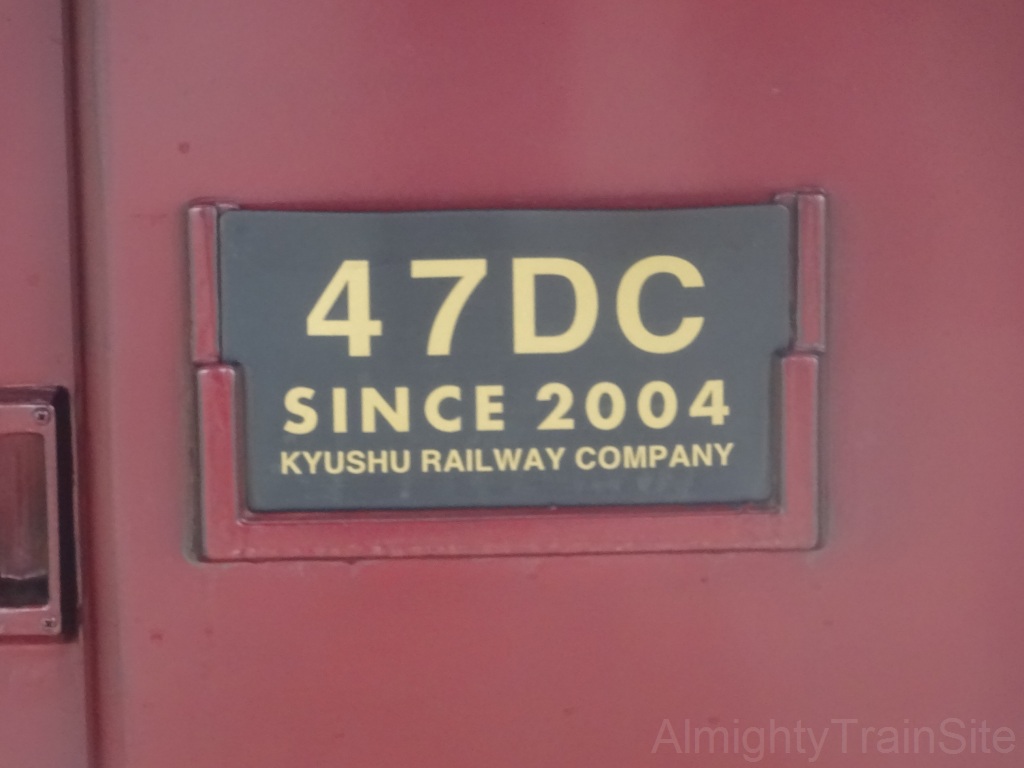 47DC
SINCE 2004
KYUSHU RAILWAY COMPANY
AlmightyTrainSite